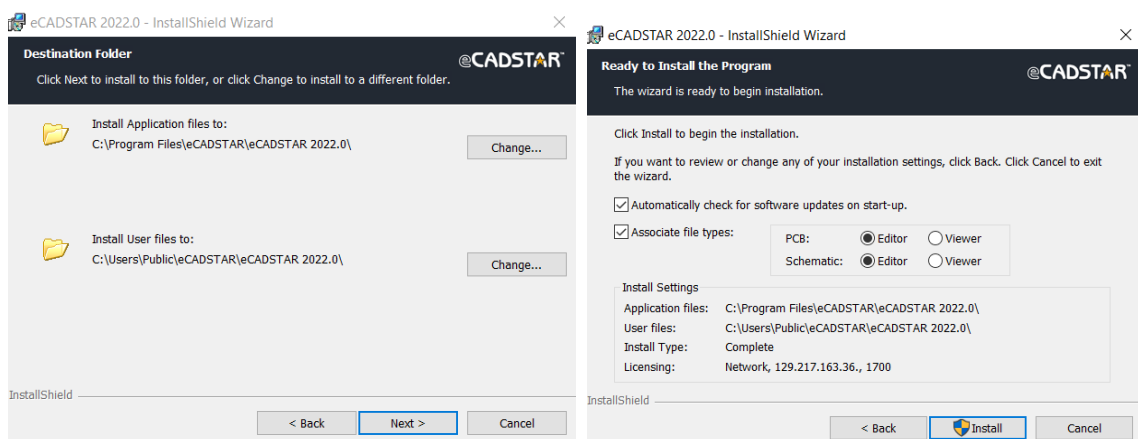 eCADSTAR 2022.0 - InstallShield Wizard
Destination Folder
Click Next to install to this folder, or click Change to install to a different folder.
eCADSTAR
Install Application files to:
C:\Program Files\eCADSTAR\eCADSTAR 2022.0\
Change...
Install User files to:
C:\Users\Public\eCADSTAR\eCADSTAR 2022.0\
Change...
InstallShield
< Back
Next >
Cancel
eCADSTAR 2022.0 - InstallShield Wizard
Ready to Install the Program
The wizard is ready to begin installation.
eCADSTAR
Click Install to begin the installation.
If you want to review or change any of your installation settings, click Back. Click Cancel to exit
the wizard.
Automatically check for software updates on start-up.
Associate file types:
PCB: Editor Viewer
Schematic: Editor Viewer
Install Settings
Application files: C:\Program Files\eCADSTAR\eCADSTAR 2022.0\
User files: C:\Users\Public\eCADSTAR\eCADSTAR 2022.0\
Install Type: Complete
Licensing: Network, 129.217.163.36., 1700
InstallShield
< Back
Install
Cancel